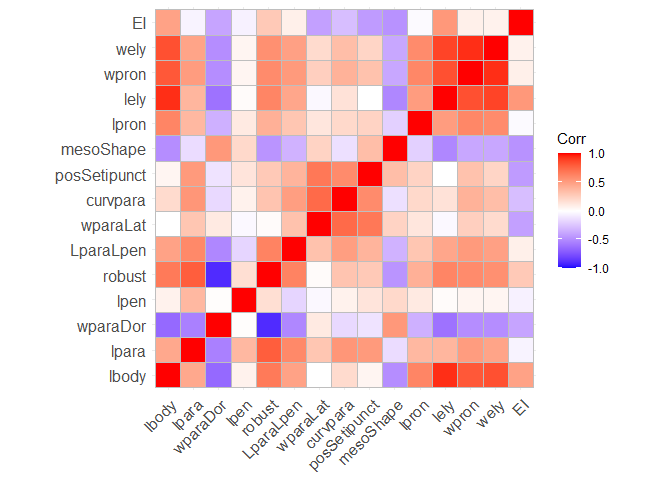 EI
wely
wpron
lely
lpron
mesoShape
posSetipunct
curvpara
wparaLat
LparaLpen
robust
lpen
wparaDor
lpara
lbody
lbody
lpara
wparaDor
lpen
robust
LparaLpen
wparaLat
curvpara
posSetipunct
mesoShape
lpron
lely
wpron
wely
EI
Corr
1.0
0.5
0.0
-0.5
-1.0